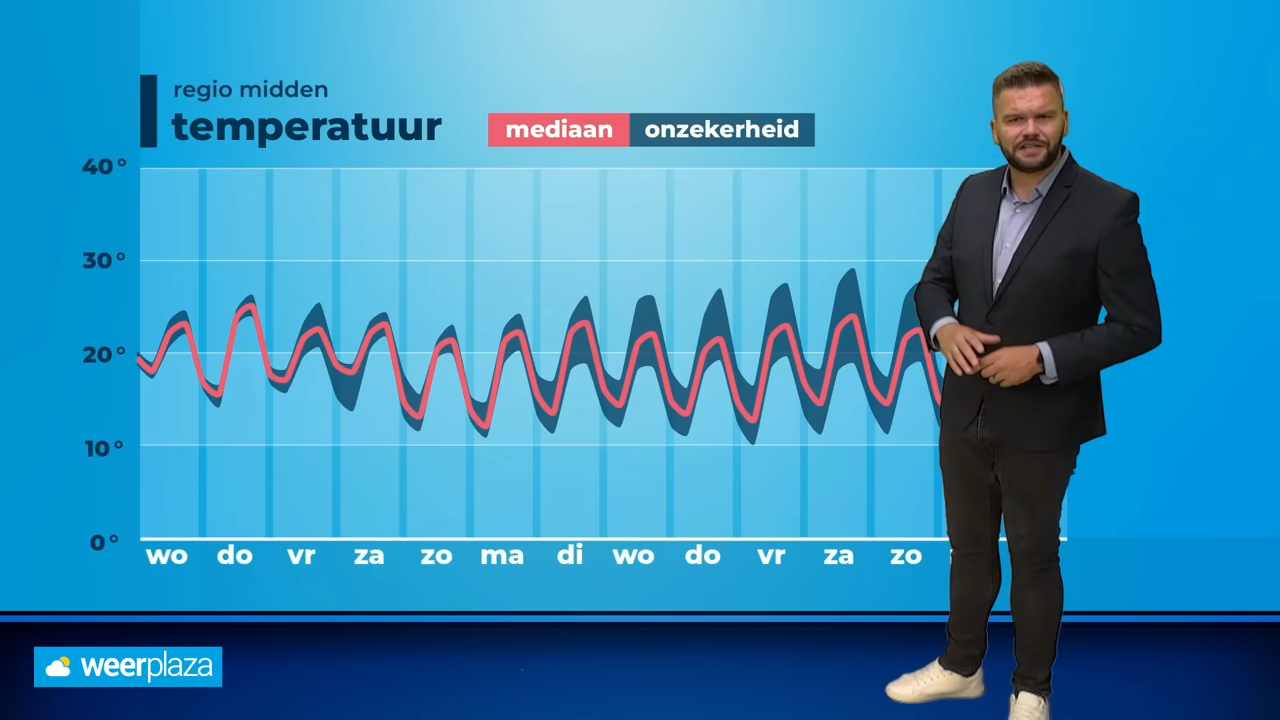 regio midden
temperatuur
mediaan onzekerheid
40°
30°
20°
10°
0°
wo do vr za zo ma di wo do vr za zo
weerplaza